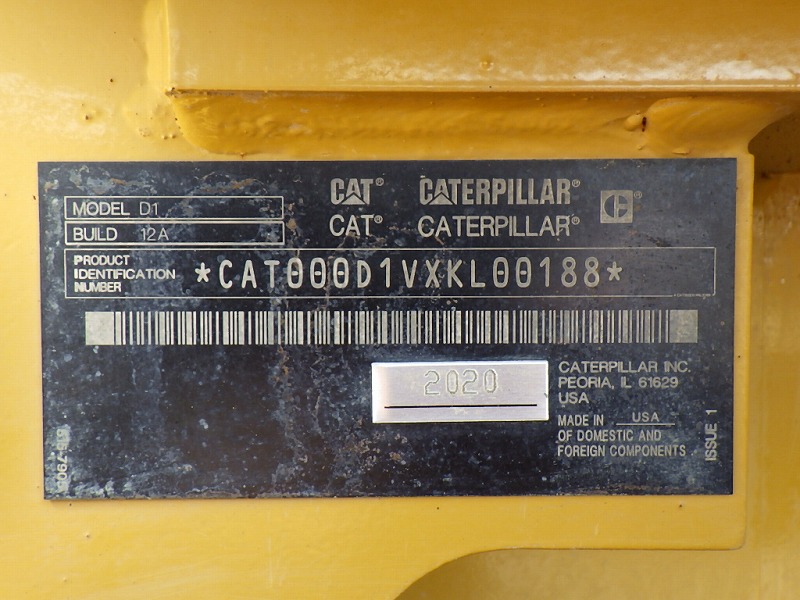 CAT® CATERPILLAR®
MODEL D1
CAT® CATERPILLAR®
BUILD 12A
PRODUCT IDENTIFICATION NUMBER
*CAT000D1VXKL00188*
2020
CATERPILLAR INC.
PEORIA, IL 61629
USA
MADE IN USA
OF DOMESTIC AND
FOREIGN COMPONENTS
ISSUE 1